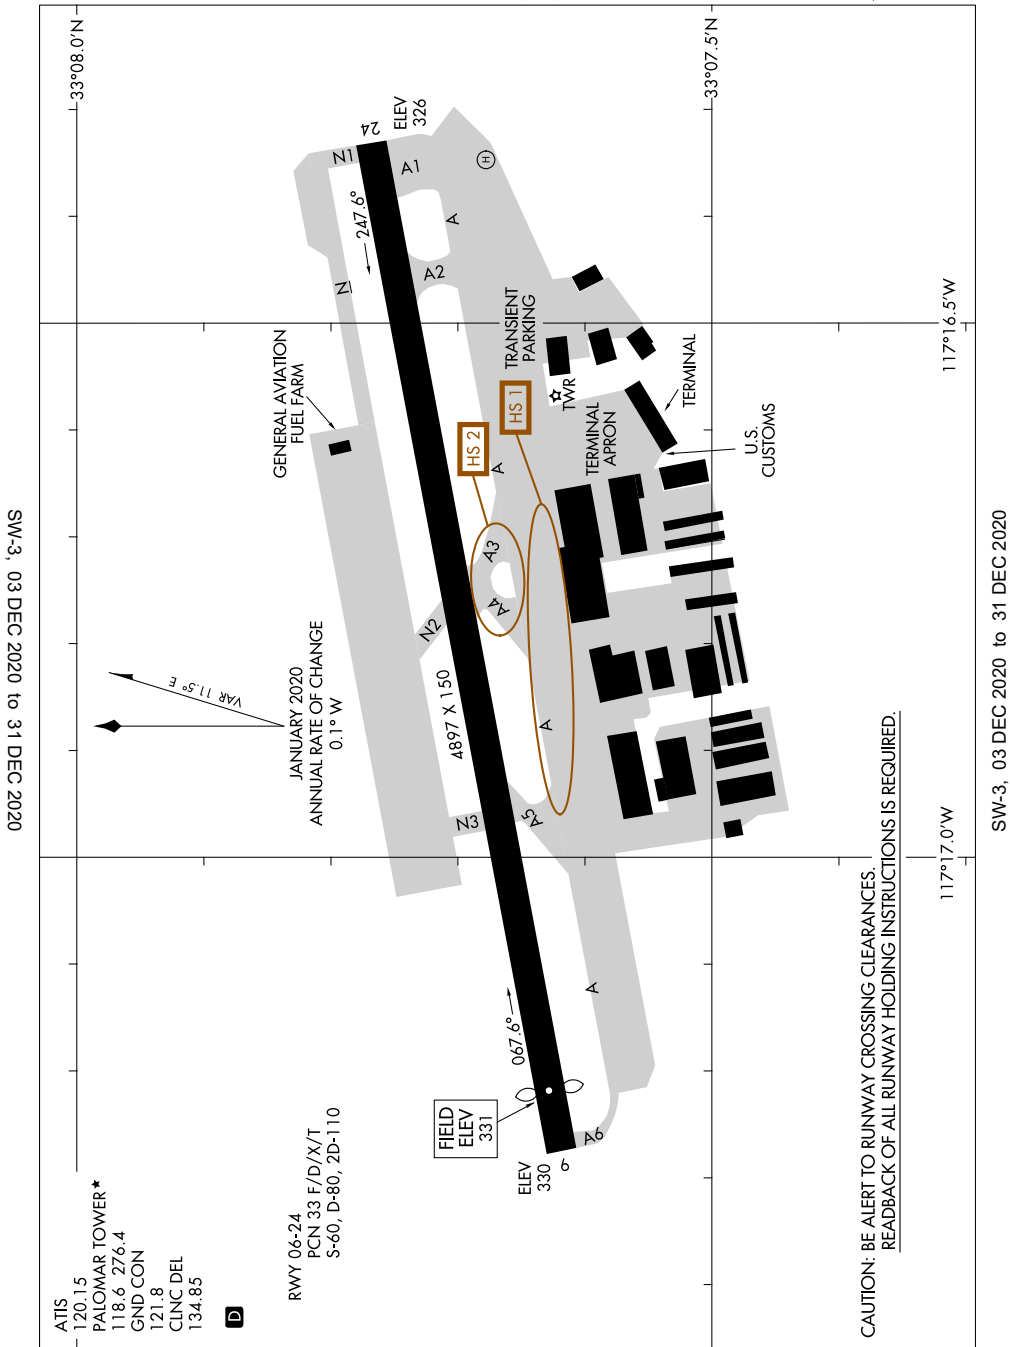 ATIS
120.15
PALOMAR TOWER★
118.6 276.4
GND CON
121.8
CLNC DEL
134.85
D
RWY 06-24
PCN 33 F/D/X/T
S-60, D-80, 2D-110
VAR 11.5° E
JANUARY 2020
ANNUAL RATE OF CHANGE
0.1° W
GENERAL AVIATION
FUEL FARM
FIELD
ELEV
331
ELEV
330
6
067.6°
4897 X 150
247.6°
24
ELEV
326
N1
N
N2
N3
A1
A
A2
A
A3
A4
A
A5
A
A6
H
HS 2
HS 1
TRANSIENT
PARKING
TWR
TERMINAL
APRON
TERMINAL
U.S.
CUSTOMS
33°08.0'N
33°07.5'N
117°16.5'W
117°17.0'W
CAUTION: BE ALERT TO RUNWAY CROSSING CLEARANCES.
READBACK OF ALL RUNWAY HOLDING INSTRUCTIONS IS REQUIRED.
SW-3, 03 DEC 2020 to 31 DEC 2020
SW-3, 03 DEC 2020 to 31 DEC 2020